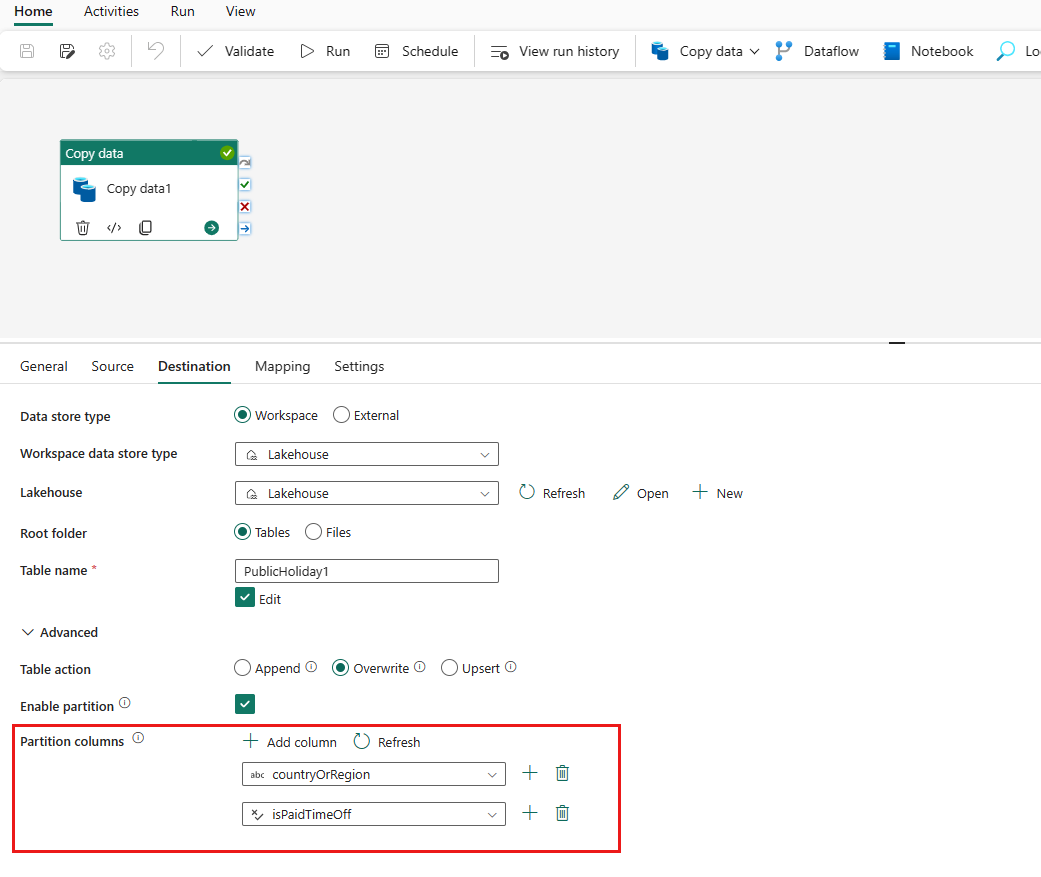 Home Activities Run View
Validate Run Schedule View run history Copy data Dataflow Notebook Lo
Copy data
Copy data1
General Source Destination Mapping Settings
Data store type Workspace External
Workspace data store type Lakehouse
Lakehouse Lakehouse Refresh Open New
Root folder Tables Files
Table name * PublicHoliday1
Edit
Advanced
Table action Append Overwrite Upsert
Enable partition
Partition columns Add column Refresh
abc countryOrRegion
isPaidTimeOff